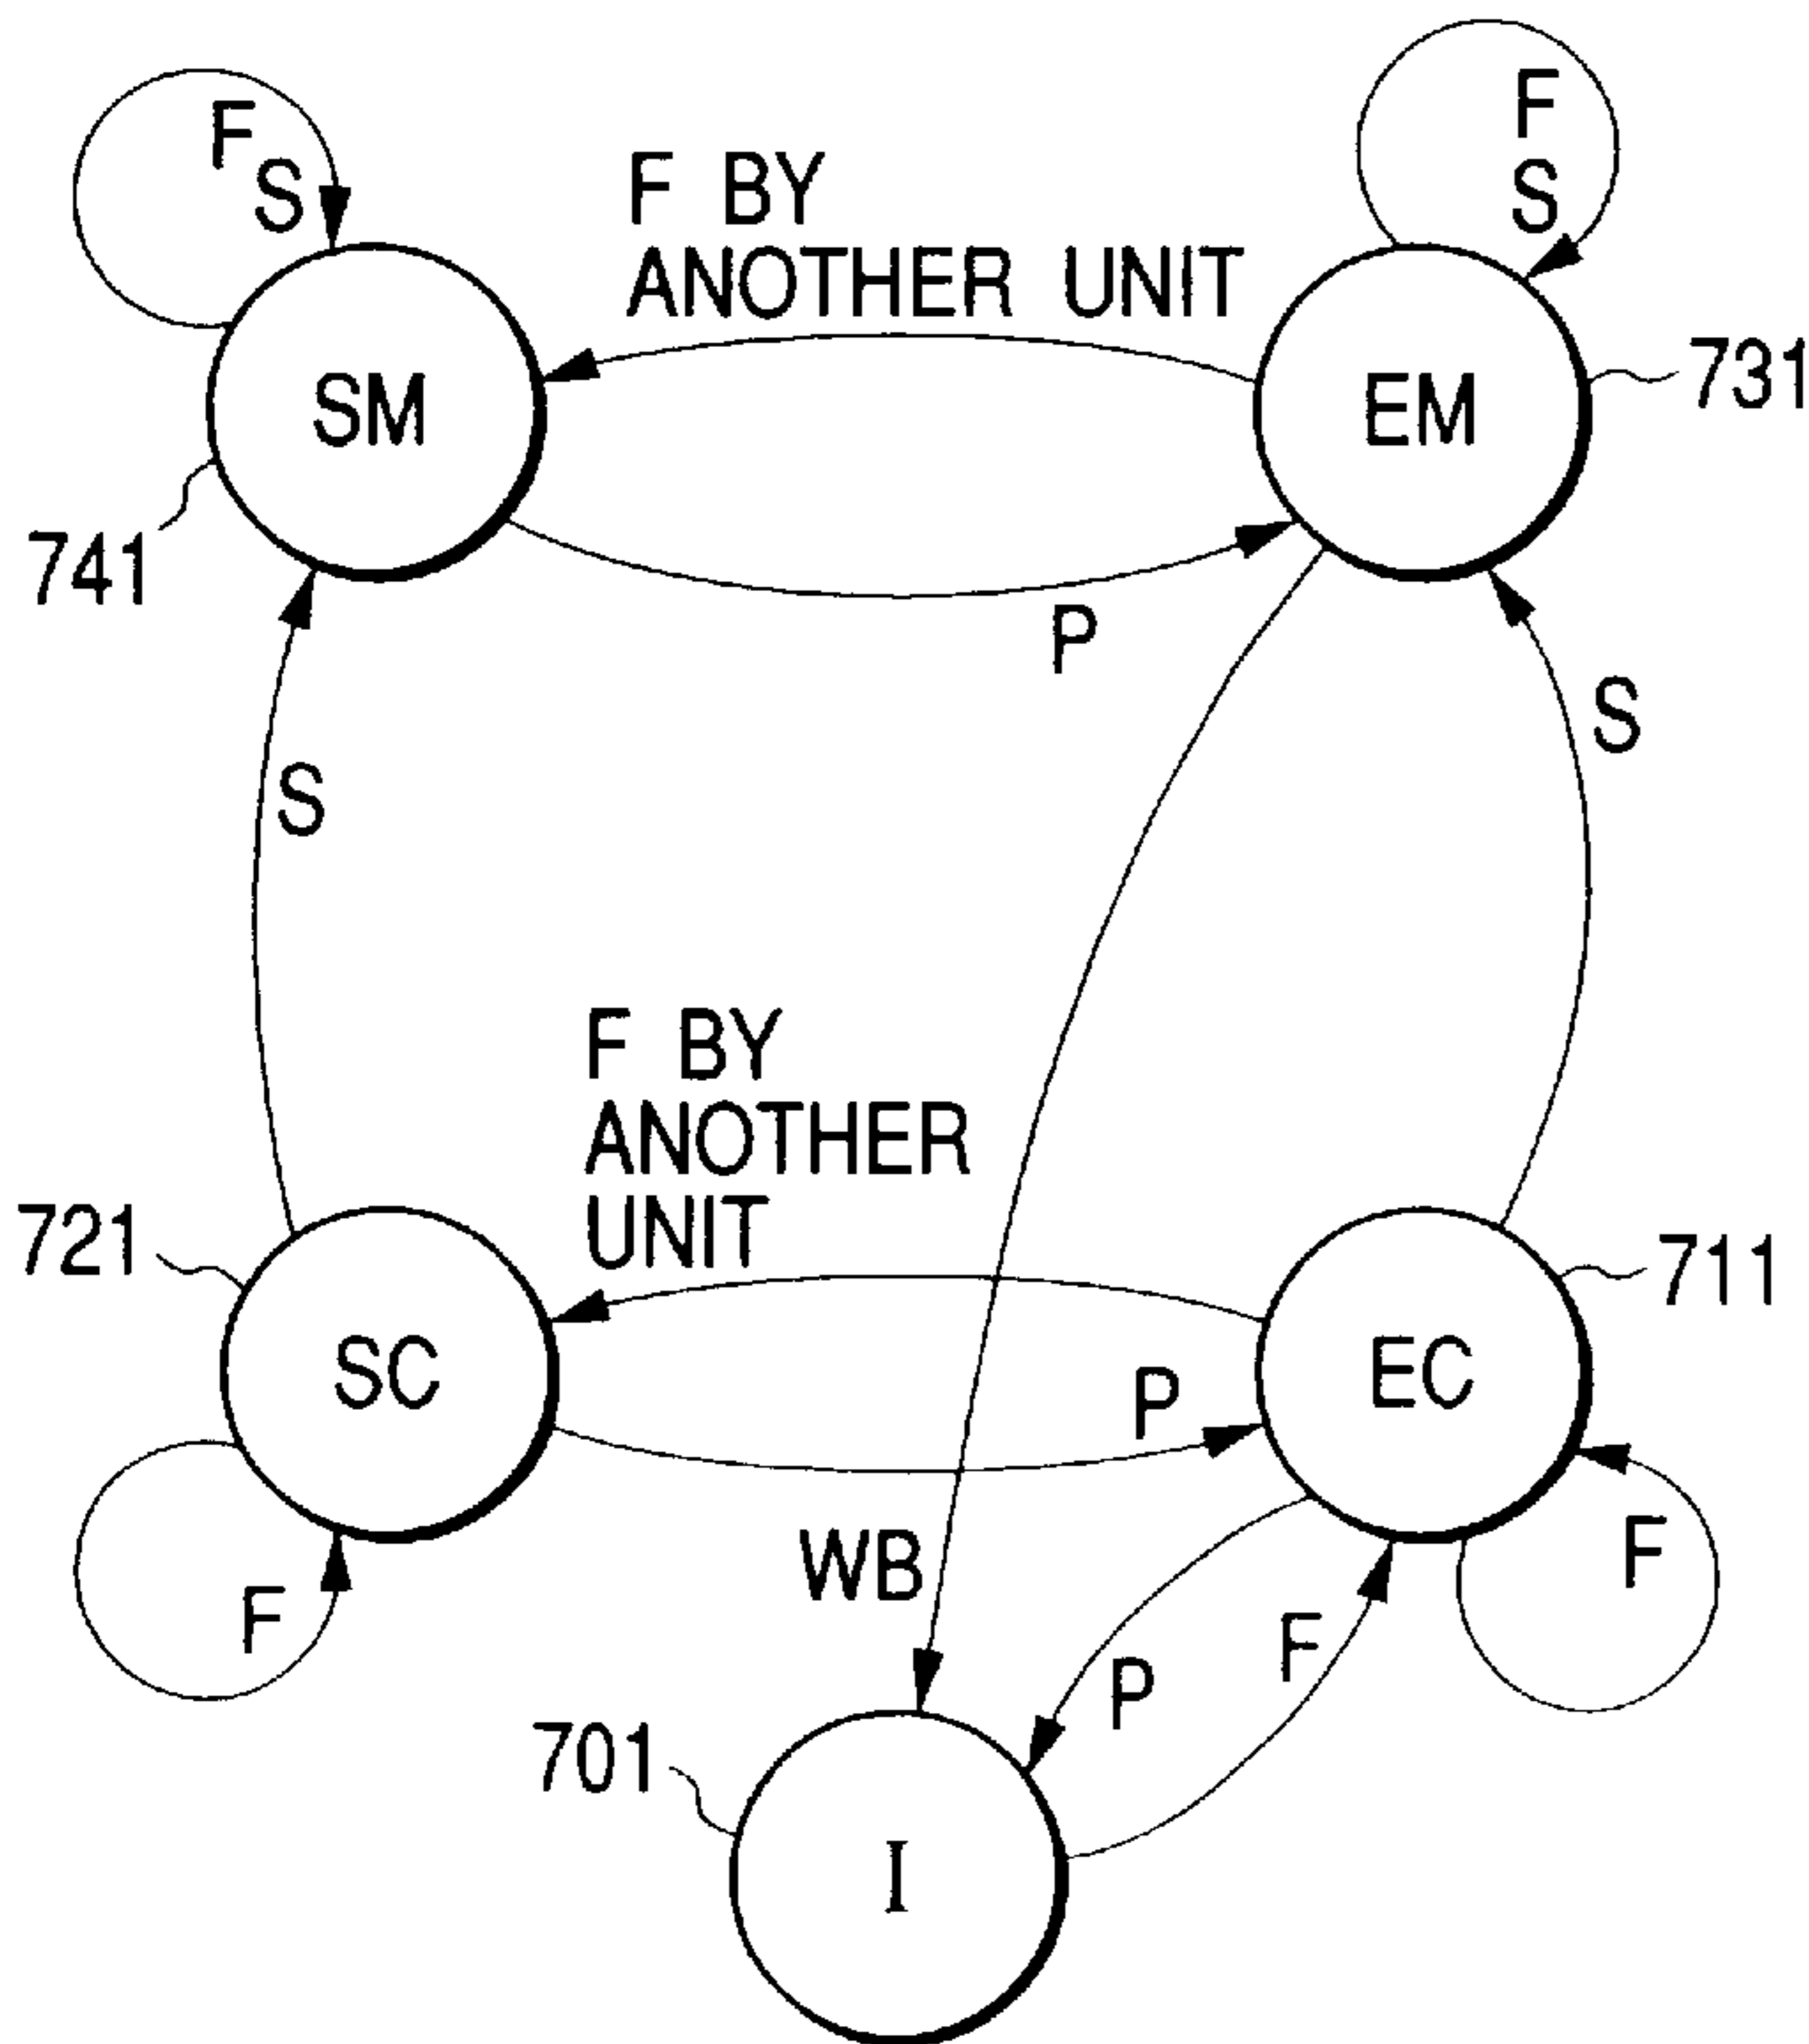 F
S
F BY
ANOTHER UNIT
F
S
SM
EM
731
741
P
S
S
F BY
ANOTHER
UNIT
721
711
SC
EC
P
WB
F
F
P
F
701
I